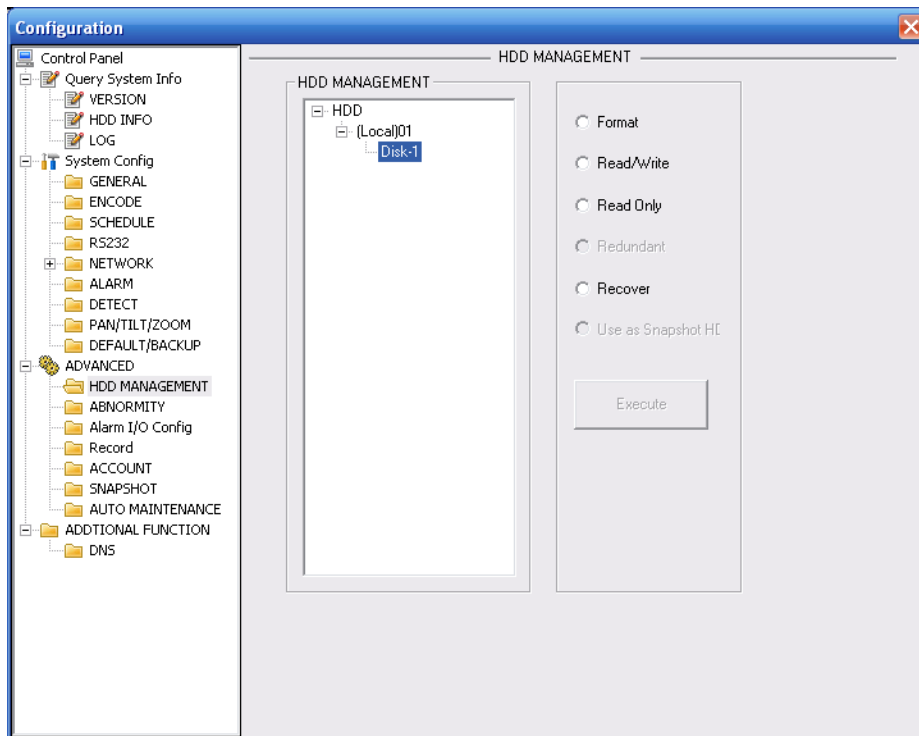 Configuration
Control Panel
Query System Info
VERSION
HDD INFO
LOG
System Config
GENERAL
ENCODE
SCHEDULE
RS232
NETWORK
ALARM
DETECT
PAN/TILT/ZOOM
DEFAULT/BACKUP
ADVANCED
HDD MANAGEMENT
ABNORMITY
Alarm I/O Config
Record
ACCOUNT
SNAPSHOT
AUTO MAINTENANCE
ADDTIONAL FUNCTION
DNS
HDD MANAGEMENT
HDD MANAGEMENT
HDD
(Local)01
Disk-1
Format
Read/Write
Read Only
Redundant
Recover
Use as Snapshot HD
Execute